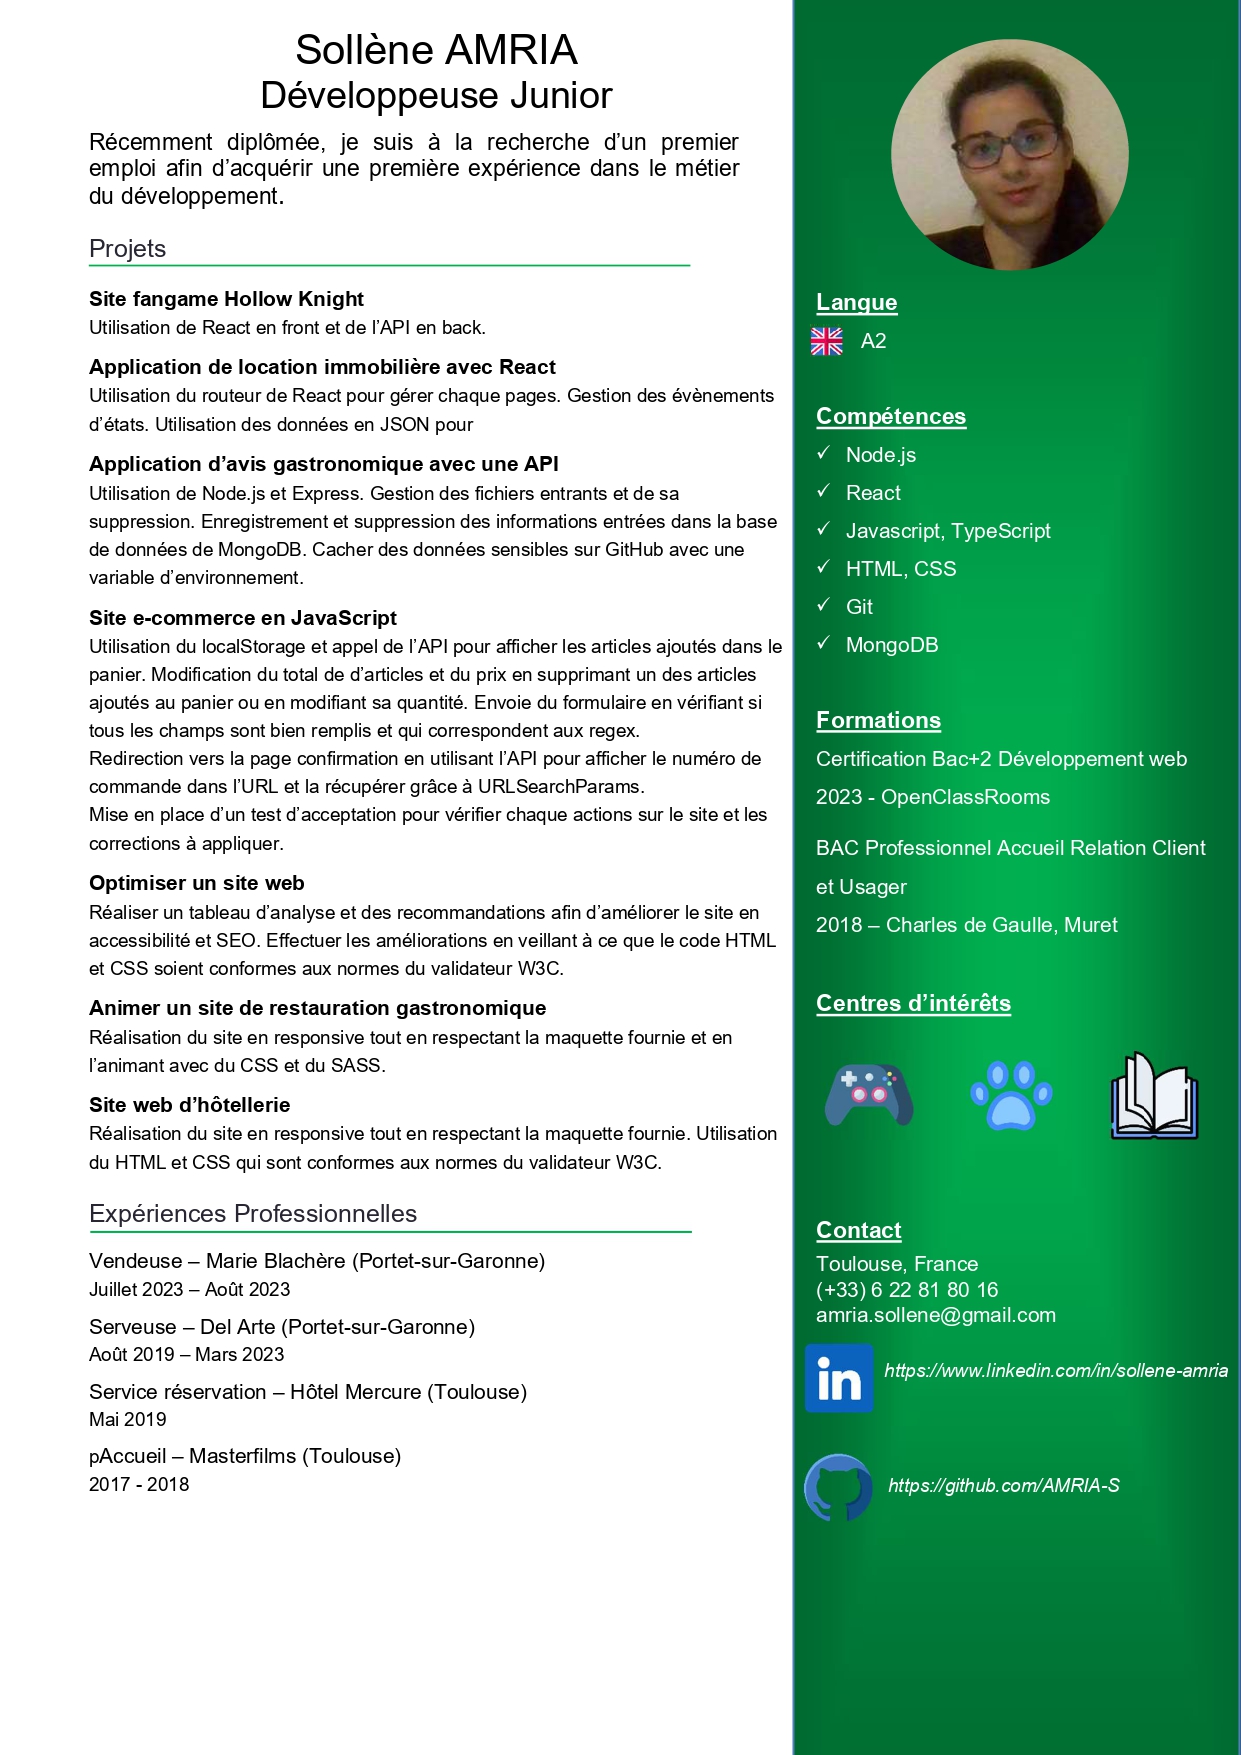 Sollène AMRIA
Développeuse Junior
Récemment diplômée, je suis à la recherche d’un premier
emploi afin d’acquérir une première expérience dans le métier
du développement.
Projets
Site fangame Hollow Knight
Utilisation de React en front et de l’API en back.
Application de location immobilière avec React
Utilisation du routeur de React pour gérer chaque pages. Gestion des évènements
d’états. Utilisation des données en JSON pour
Application d’avis gastronomique avec une API
Utilisation de Node.js et Express. Gestion des fichiers entrants et de sa
suppression. Enregistrement et suppression des informations entrées dans la base
de données de MongoDB. Cacher des données sensibles sur GitHub avec une
variable d’environnement.
Site e-commerce en JavaScript
Utilisation du localStorage et appel de l’API pour afficher les articles ajoutés dans le
panier. Modification du total de d’articles et du prix en supprimant un des articles
ajoutés au panier ou en modifiant sa quantité. Envoie du formulaire en vérifiant si
tous les champs sont bien remplis et qui correspondent aux regex.
Redirection vers la page confirmation en utilisant l’API pour afficher le numéro de
commande dans l’URL et la récupérer grâce à URLSearchParams.
Mise en place d’un test d’acceptation pour vérifier chaque actions sur le site et les
corrections à appliquer.
Optimiser un site web
Réaliser un tableau d’analyse et des recommandations afin d’améliorer le site en
accessibilité et SEO. Effectuer les améliorations en veillant à ce que le code HTML
et CSS soient conformes aux normes du validateur W3C.
Animer un site de restauration gastronomique
Réalisation du site en responsive tout en respectant la maquette fournie et en
l’animant avec du CSS et du SASS.
Site web d’hôtellerie
Réalisation du site en responsive tout en respectant la maquette fournie. Utilisation
du HTML et CSS qui sont conformes aux normes du validateur W3C.
Expériences Professionnelles
Vendeuse – Marie Blachère (Portet-sur-Garonne)
Juillet 2023 – Août 2023
Serveuse – Del Arte (Portet-sur-Garonne)
Août 2019 – Mars 2023
Service réservation – Hôtel Mercure (Toulouse)
Mai 2019
pAccueil – Masterfilms (Toulouse)
2017 - 2018
Langue
A2
Compétences
✓ Node.js
✓ React
✓ Javascript, TypeScript
✓ HTML, CSS
✓ Git
✓ MongoDB
Formations
Certification Bac+2 Développement web
2023 - OpenClassRooms
BAC Professionnel Accueil Relation Client
et Usager
2018 – Charles de Gaulle, Muret
Centres d’intérêts
Contact
Toulouse, France
(+33) 6 22 81 80 16
amria.sollene@gmail.com
in https://www.linkedin.com/in/sollene-amria
https://github.com/AMRIA-S